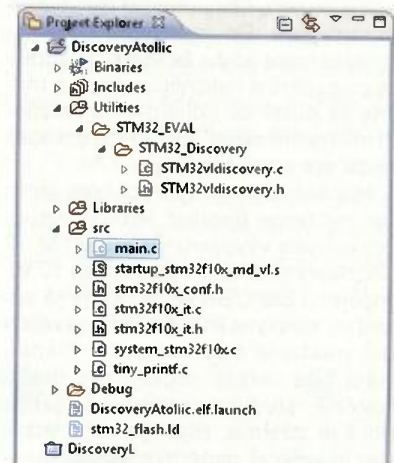 Project Explorer
DiscoveryAtollic
Binaries
Includes
Utilities
STM32_EVAL
STM32_Discovery
STM32vldiscovery.c
STM32vldiscovery.h
Libraries
src
main.c
startup_stm32f10x_md_vl.s
stm32f10x_conf.h
stm32f10x_it.c
stm32f10x_it.h
system_stm32f10x.c
tiny_printf.c
Debug
DiscoveryAtollic.elf.launch
stm32_flash.ld
DiscoveryL